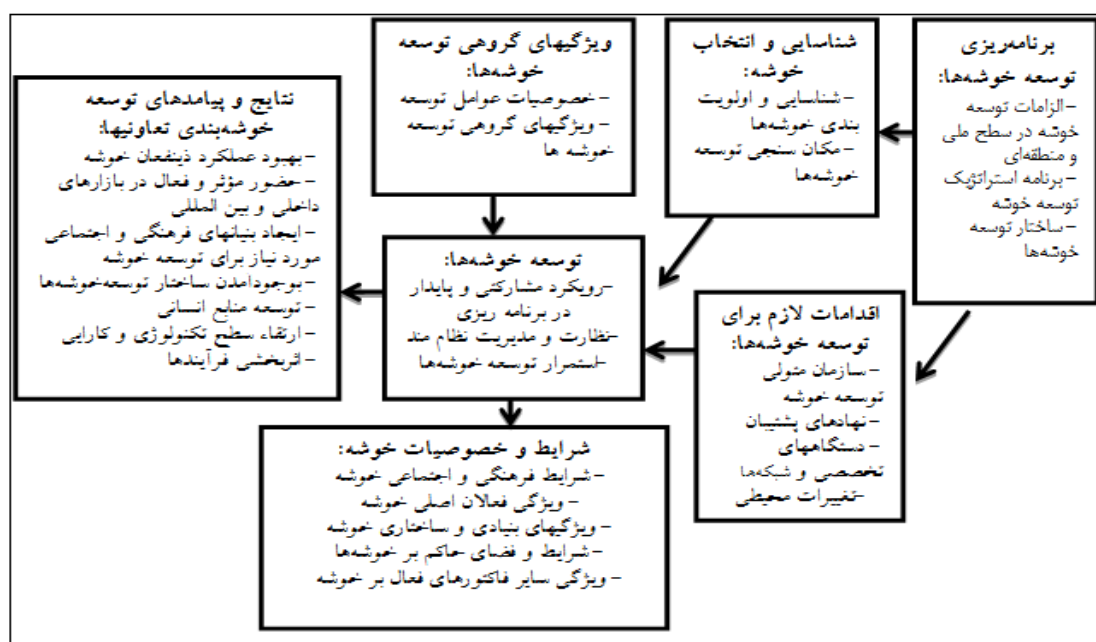 برنامه‌ریزی
توسعه خوشه‌ها:
–الزامات توسعه
خوشه در سطح ملی
و منطقه‌ای
–برنامه استراتژیک
توسعه خوشه
–ساختار توسعه
خوشه‌ها
شناسایی و انتخاب
خوشه:
–شناسایی و اولویت
بندی خوشه‌ها
–مکان سنجی توسعه
خوشه‌ها
ویژگیهای گروهی توسعه
خوشه‌ها:
–خصوصیات عوامل توسعه
–ویژگیهای گروهی توسعه
خوشه ها
نتایج و پیامدهای توسعه
خوشه‌بندی تعاونیها:
–بهبود عملکرد ذینفعان خوشه
–حضور مؤثر و فعال در بازارهای
داخلی و بین المللی
–ایجاد بنیانهای فرهنگی و اجتماعی
مورد نیاز برای توسعه خوشه
–بوجودامدن ساختار توسعه‌خوشه‌ها
–توسعه منابع انسانی
–ارتقاء سطح تکنولوژی و کارایی
–اثربخشی فرآیندها
توسعه خوشه‌ها:
–رویکرد مشارکتی و پایدار
در برنامه ریزی
–نظارت و مدیریت نظام مند
–استمرار توسعه خوشه‌ها
اقدامات لازم برای
توسعه خوشه‌ها:
–سازمان متولی
توسعه خوشه
–نهادهای پشتیبان
–دستگاههای
تخصصی و شبکه‌ها
–تغییرات محیطی
شرایط و خصوصیات خوشه:
–شرایط فرهنگی و اجتماعی خوشه
–ویژگی فعالان اصلی خوشه
–ویژگیهای بنیادی و ساختاری خوشه
–شرایط و فضای حاکم بر خوشه‌ها
–ویژگی سایر فاکتورهای فعال بر خوشه